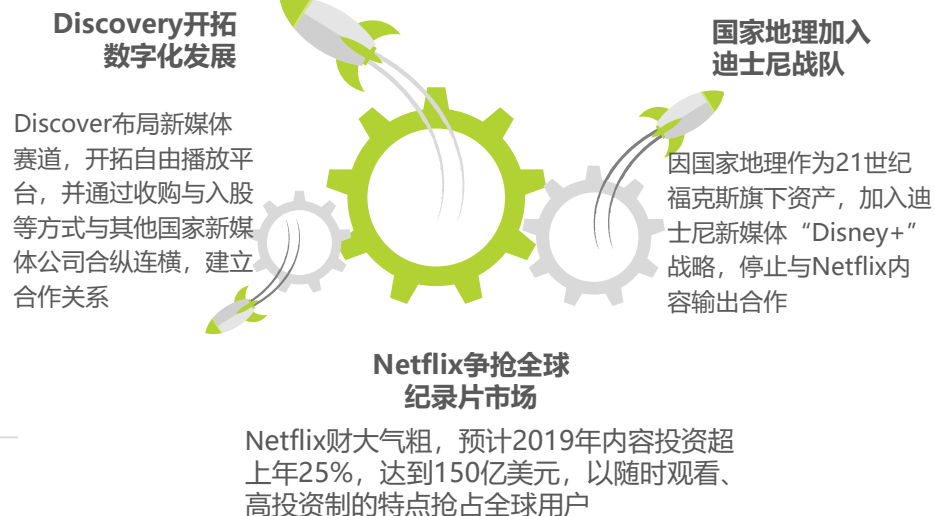 Discovery开拓
数字化发展
Discover布局新媒体
赛道，开拓自由播放平
台，并通过收购与入股
等方式与其他国家新媒
体公司合纵连横，建立
合作关系
国家地理加入
迪士尼战队
因国家地理作为21世纪
福克斯旗下资产，加入迪
士尼新媒体“Disney+”
战略，停止与Netflix内
容输出合作
Netflix争抢全球
纪录片市场
Netflix财大气粗，预计2019年内容投资超
上年25%，达到150亿美元，以随时观看、
高投资制的特点抢占全球用户